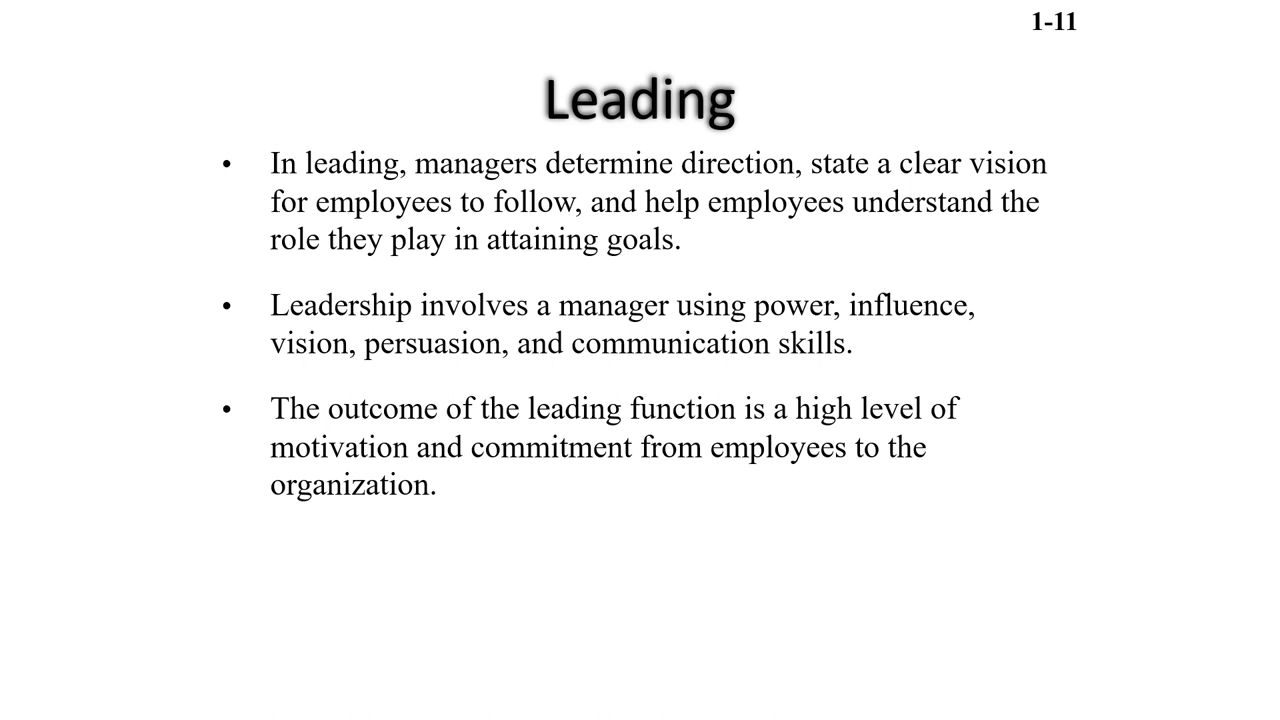 1-11
Leading
• In leading, managers determine direction, state a clear vision
for employees to follow, and help employees understand the
role they play in attaining goals.
• Leadership involves a manager using power, influence,
vision, persuasion, and communication skills.
• The outcome of the leading function is a high level of
motivation and commitment from employees to the
organization.